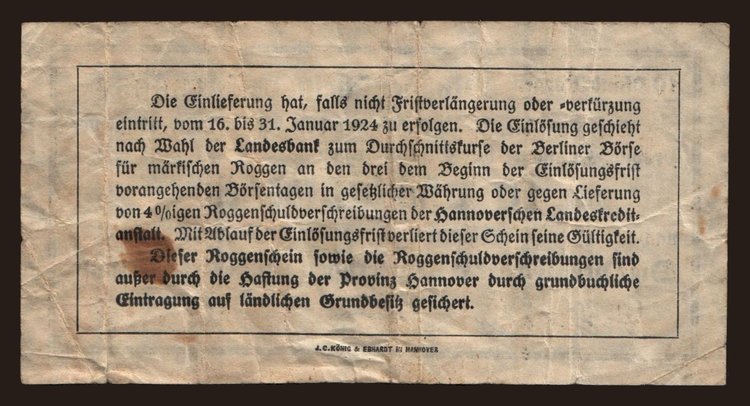 Die Einlieferung hat, falls nicht Fristverlängerung oder =verkürzung
eintritt, vom 16. bis 31. Januar 1924 zu erfolgen. Die Einlösung geschieht
nach Wahl der Landesbank zum Durchschnittskurse der Berliner Börse
für märkischen Roggen an den drei dem Beginn der Einlösungsfrist
vorangehenden Börsentagen in gesetzlicher Währung oder gegen Lieferung
von 4%igen Roggenschuldverschreibungen der Hannoverschen Landeskredit-
anstalt. Mit Ablauf der Einlösungsfrist verliert dieser Schein seine Gültigkeit.
Dieser Roggenschein sowie die Roggenschuldverschreibungen sind
außer durch die Haftung der Provinz Hannover durch grundbuchliche
Eintragung auf ländlichen Grundbesitz gesichert.
J.C.KÖNIG & EBHARDT IN HANNOVER